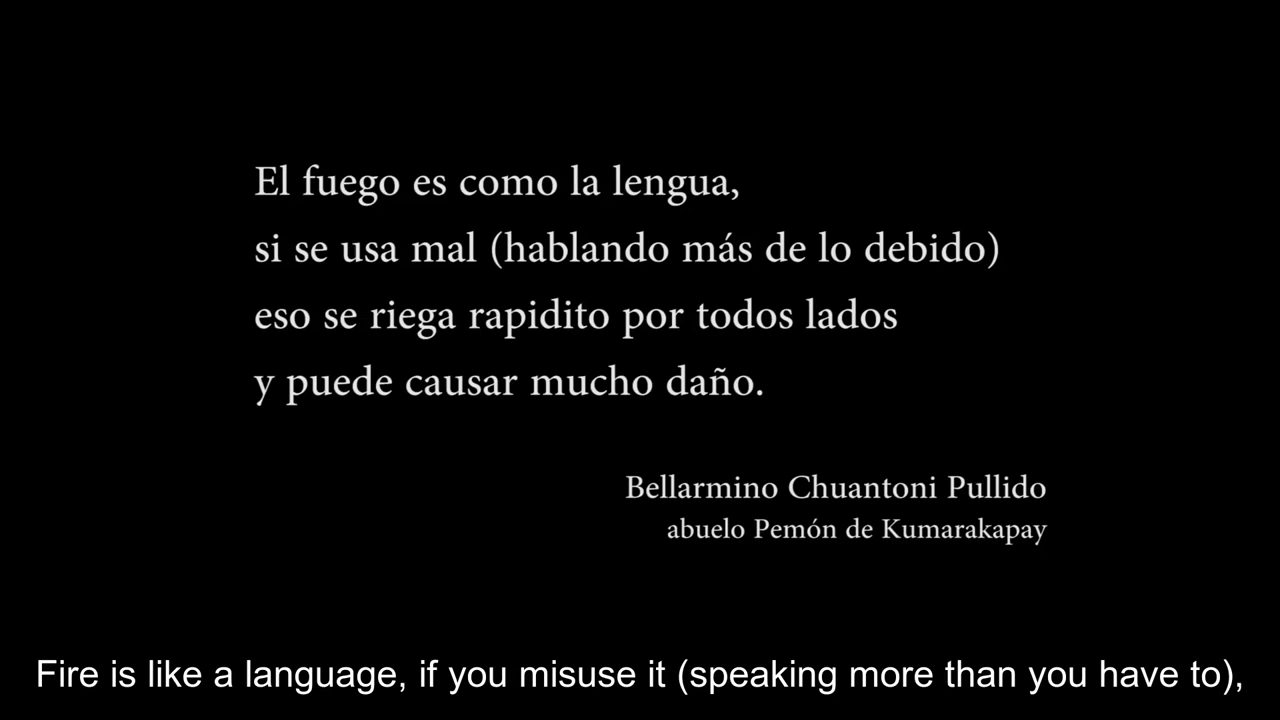 El fuego es como la lengua,
si se usa mal (hablando más de lo debido)
eso se riega rapidito por todos lados
y puede causar mucho daño.
Bellarmino Chuantoni Pullido
abuelo Pemón de Kumarakapay
Fire is like a language, if you misuse it (speaking more than you have to),